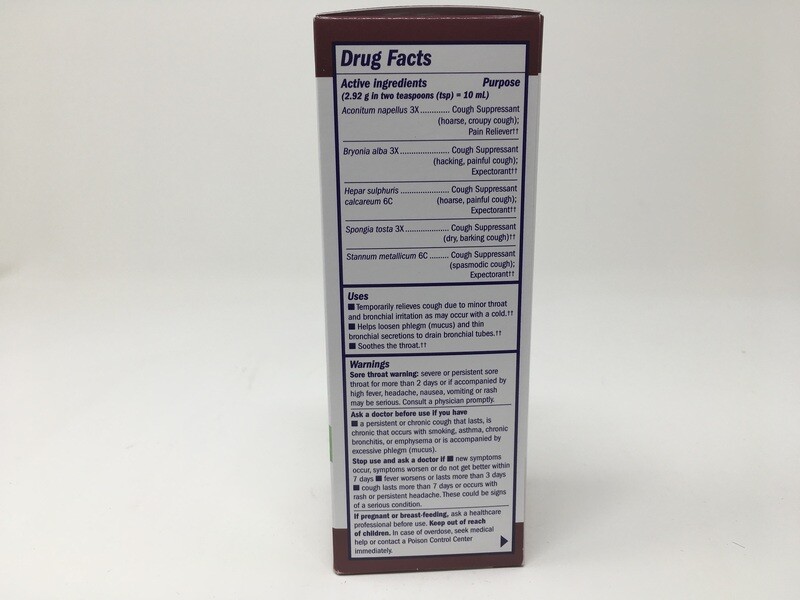 Drug Facts
Active ingredients Purpose
(2.92 g in two teaspoons (tsp) = 10 mL)
Aconitum napellus 3X ............. Cough Suppressant
(hoarse, croupy cough);
Pain Reliever††
Bryonia alba 3X ...................... Cough Suppressant
(hacking, painful cough);
Expectorant††
Hepar sulphuris ...................... Cough Suppressant
calcareum 6C (hoarse, painful cough);
Expectorant††
Spongia tosta 3X .................... Cough Suppressant
(dry, barking cough)††
Stannum metallicum 6C ......... Cough Suppressant
(spasmodic cough);
Expectorant††
Uses
■ Temporarily relieves cough due to minor throat
and bronchial irritation as may occur with a cold.††
■ Helps loosen phlegm (mucus) and thin
bronchial secretions to drain bronchial tubes.††
■ Soothes the throat.††
Warnings
Sore throat warning: severe or persistent sore
throat for more than 2 days or if accompanied by
high fever, headache, nausea, vomiting or rash
may be serious. Consult a physician promptly.
Ask a doctor before use if you have
■ a persistent or chronic cough that lasts, is
chronic that occurs with smoking, asthma, chronic
bronchitis, or emphysema or is accompanied by
excessive phlegm (mucus).
Stop use and ask a doctor if ■ new symptoms
occur, symptoms worsen or do not get better within
7 days ■ fever worsens or lasts more than 3 days
■ cough lasts more than 7 days or occurs with
rash or persistent headache. These could be signs
of a serious condition.
If pregnant or breast-feeding, ask a healthcare
professional before use. Keep out of reach
of children. In case of overdose, seek medical
help or contact a Poison Control Center
immediately.